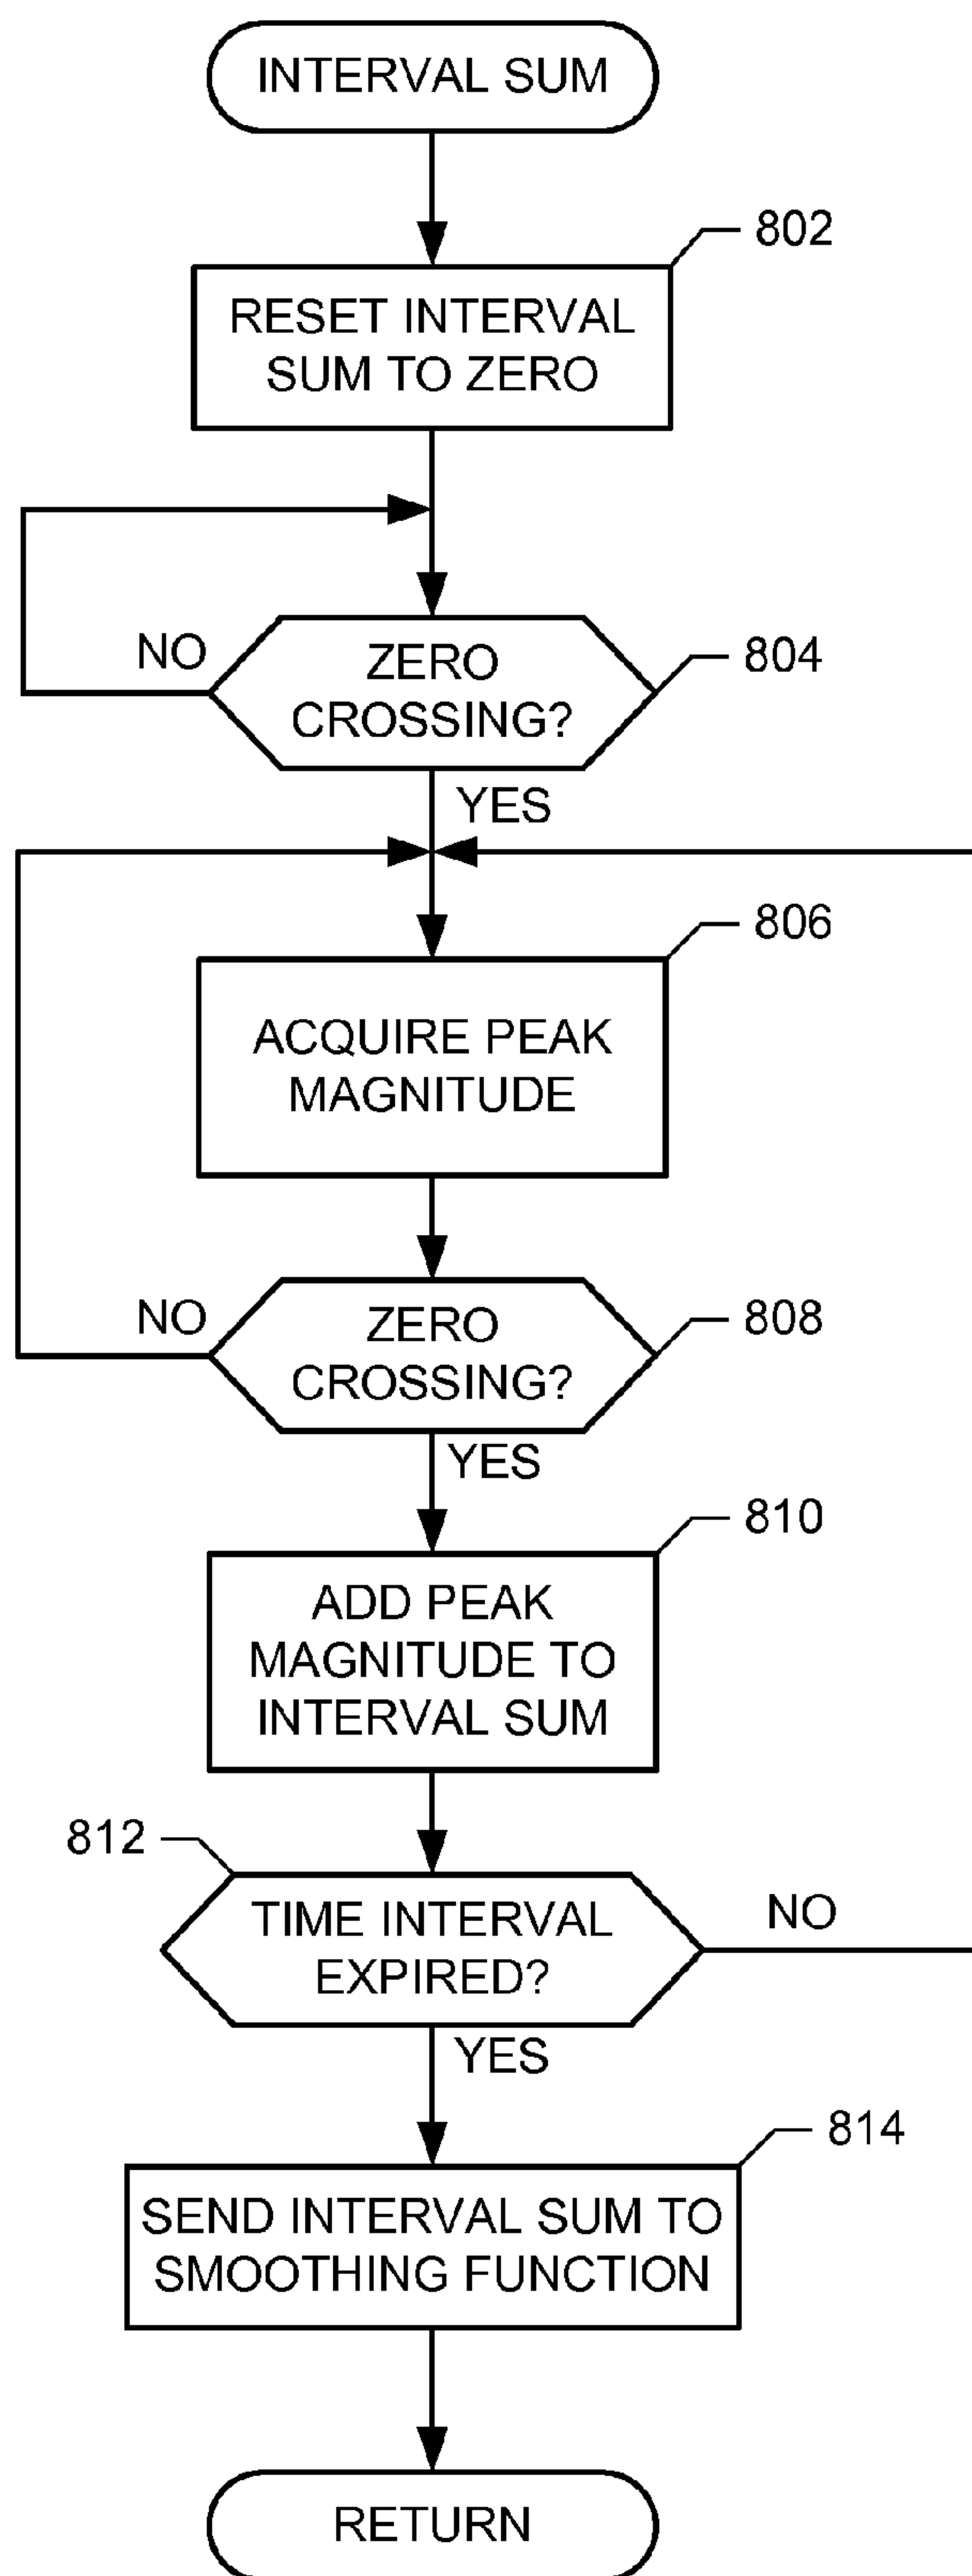 INTERVAL SUM
802
RESET INTERVAL
SUM TO ZERO
NO
ZERO
CROSSING?
804
YES
806
ACQUIRE PEAK
MAGNITUDE
NO
ZERO
CROSSING?
808
YES
810
ADD PEAK
MAGNITUDE TO
INTERVAL SUM
812
TIME INTERVAL
EXPIRED?
NO
YES
814
SEND INTERVAL SUM TO
SMOOTHING FUNCTION
RETURN